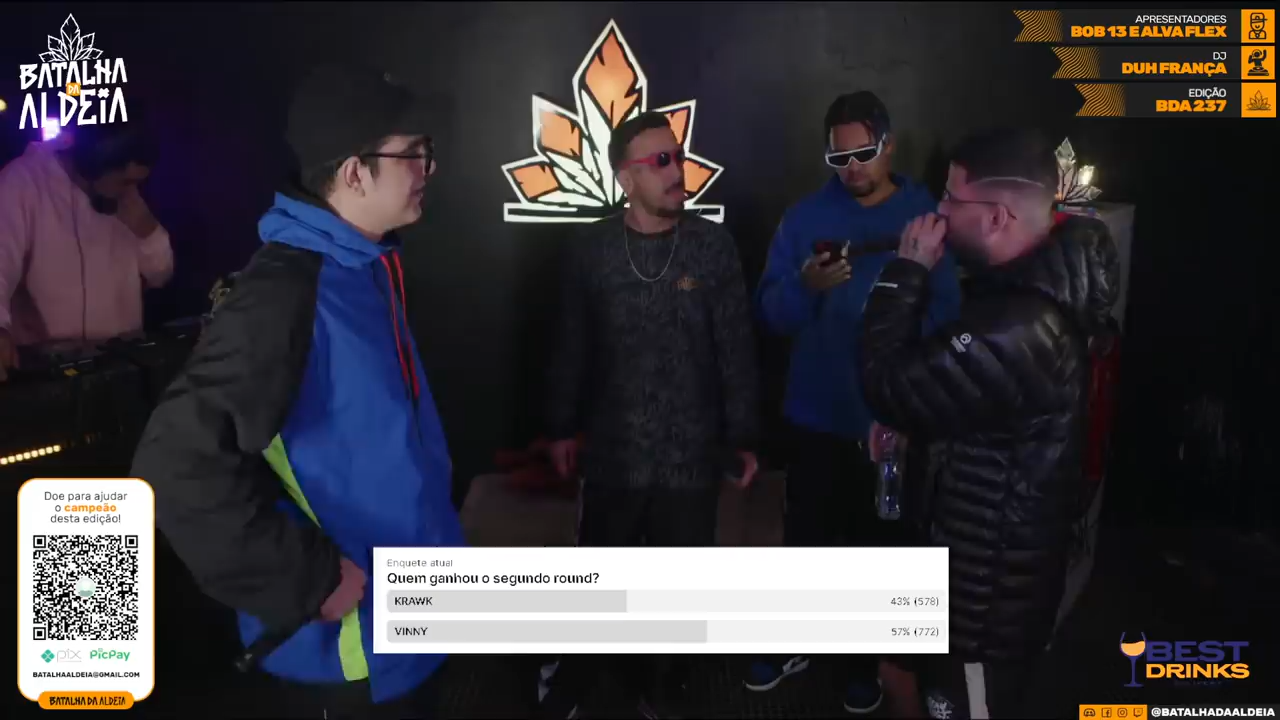 BATALHA
DA
ALDEIA
APRESENTADORES
BOB 13 E ALVA FLEX
DJ
DUH FRANÇA
EDIÇÃO
BDA 237
Doe para ajudar
o campeão
desta edição!
pix
PicPay
BATALHAALDEIA@GMAIL.COM
BATALHA DA ALDEIA
Enquete atual
Quem ganhou o segundo round?
KRAWK 43% (578)
VINNY 57% (772)
BEST
DRINKS
@BATALHADAALDEIA